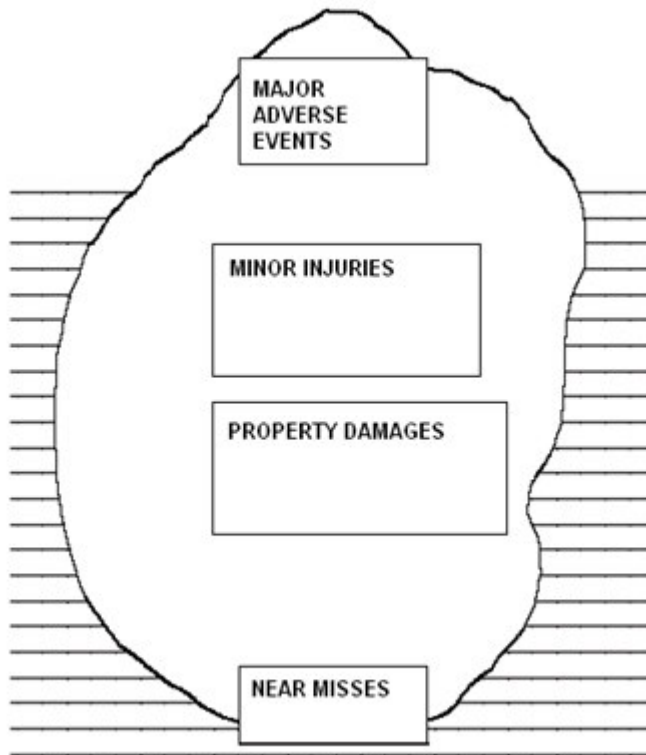 MAJOR
ADVERSE
EVENTS
MINOR INJURIES
PROPERTY DAMAGES
NEAR MISSES